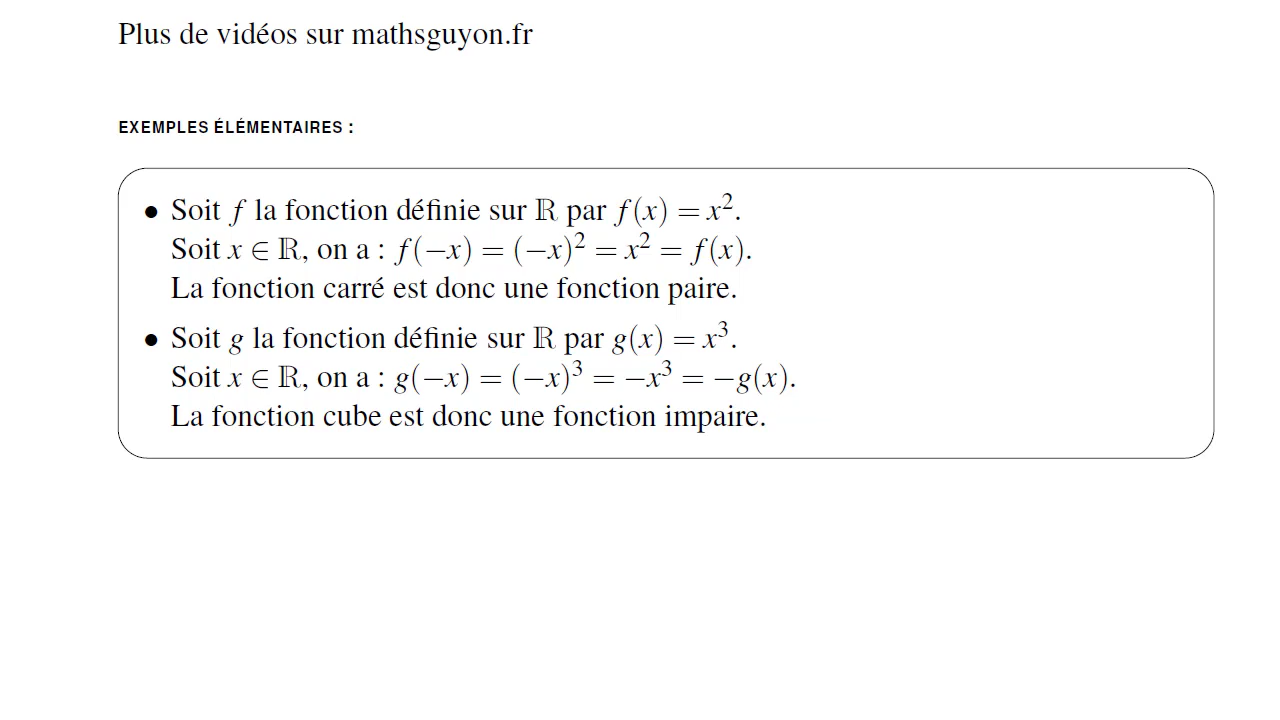 Plus de vidéos sur mathsguyon.fr
EXEMPLES ÉLÉMENTAIRES :
• Soit f la fonction définie sur ℝ par f(x) = x².
Soit x ∈ ℝ, on a : f(−x) = (−x)² = x² = f(x).
La fonction carré est donc une fonction paire.
• Soit g la fonction définie sur ℝ par g(x) = x³.
Soit x ∈ ℝ, on a : g(−x) = (−x)³ = −x³ = −g(x).
La fonction cube est donc une fonction impaire.